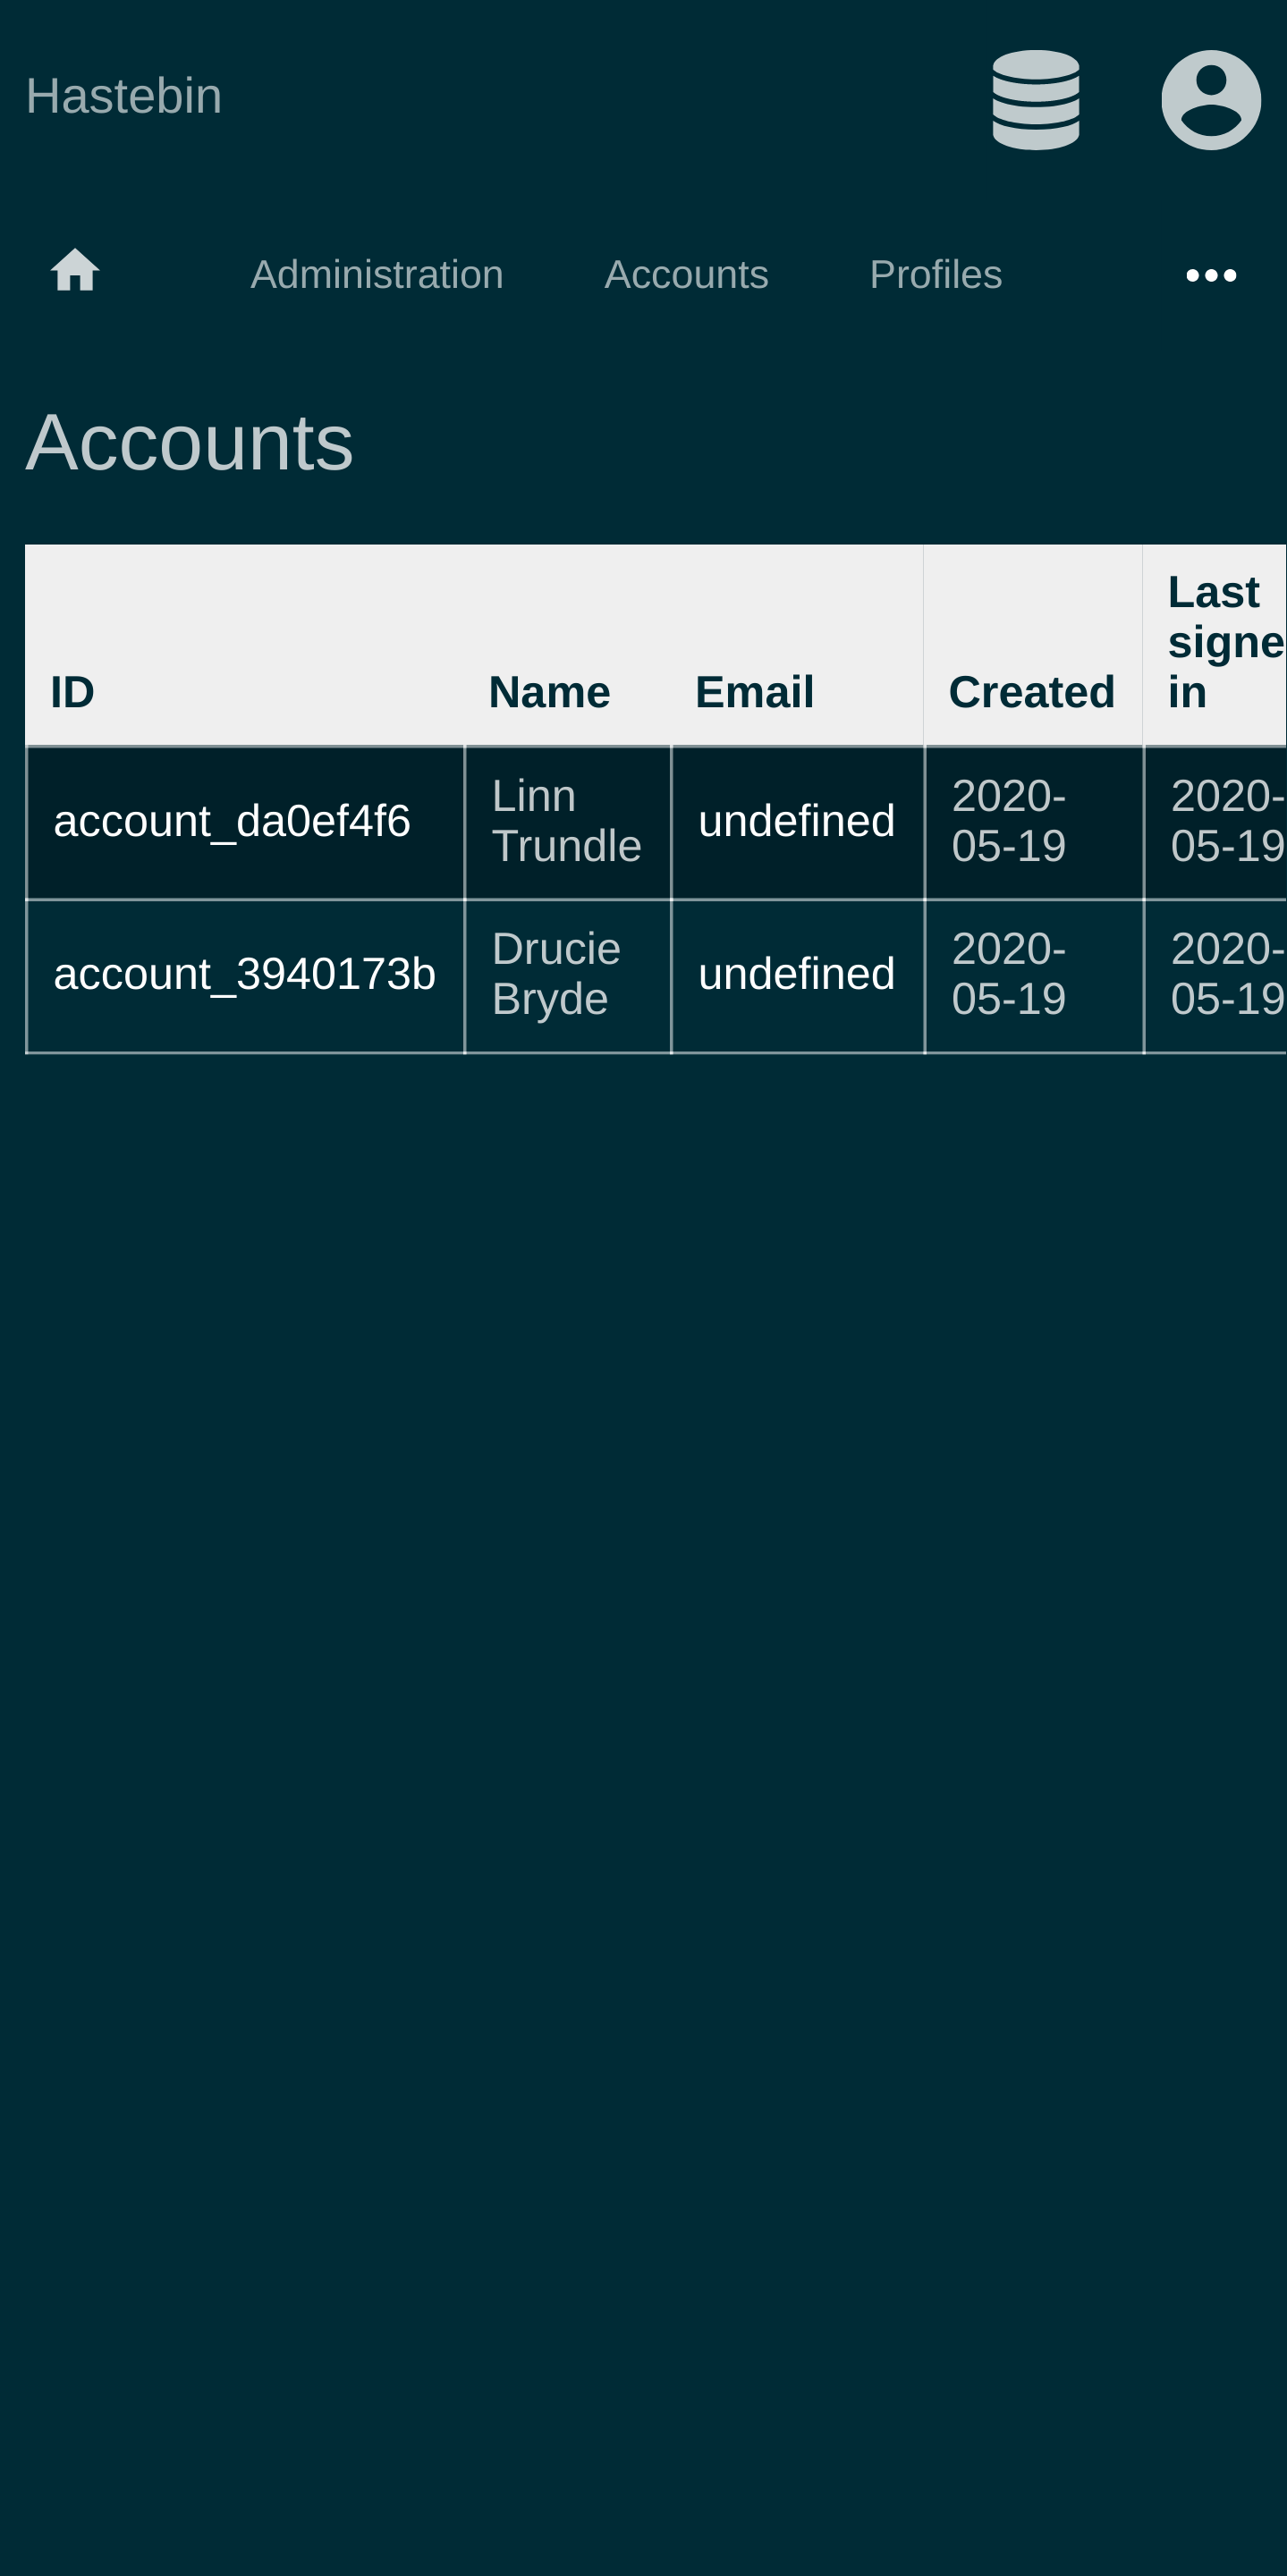 Hastebin
Administration Accounts Profiles
Accounts
ID Name Email Created Last signe in
account_da0ef4f6 Linn Trundle undefined 2020-05-19 2020-05-19
account_3940173b Drucie Bryde undefined 2020-05-19 2020-05-19